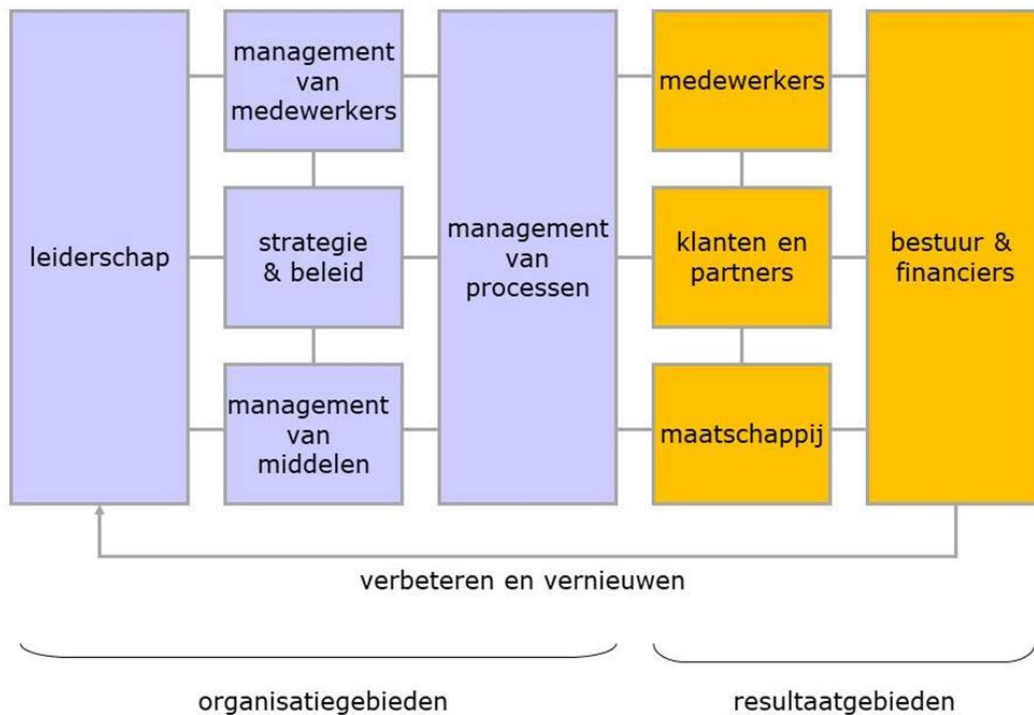 leiderschap
management
van
medewerkers
strategie
& beleid
management
van
middelen
management
van
processen
medewerkers
klanten en
partners
maatschappij
bestuur &
financiers
verbeteren en vernieuwen
organisatiegebieden
resultaatgebieden